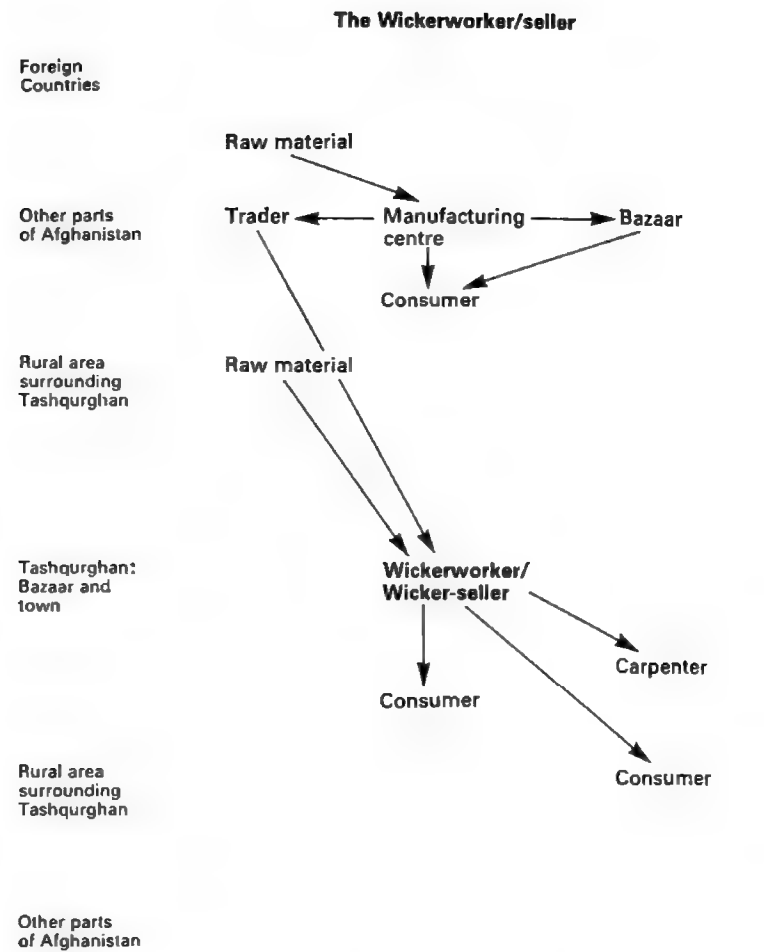 The Wickerworker/seller
Foreign
Countries
Raw material
Other parts
of Afghanistan
Trader
Manufacturing
centre
Bazaar
Consumer
Rural area
surrounding
Tashqurghan
Raw material
Tashqurghan:
Bazaar and
town
Wickerworker/
Wicker-seller
Carpenter
Consumer
Rural area
surrounding
Tashqurghan
Consumer
Other parts
of Afghanistan